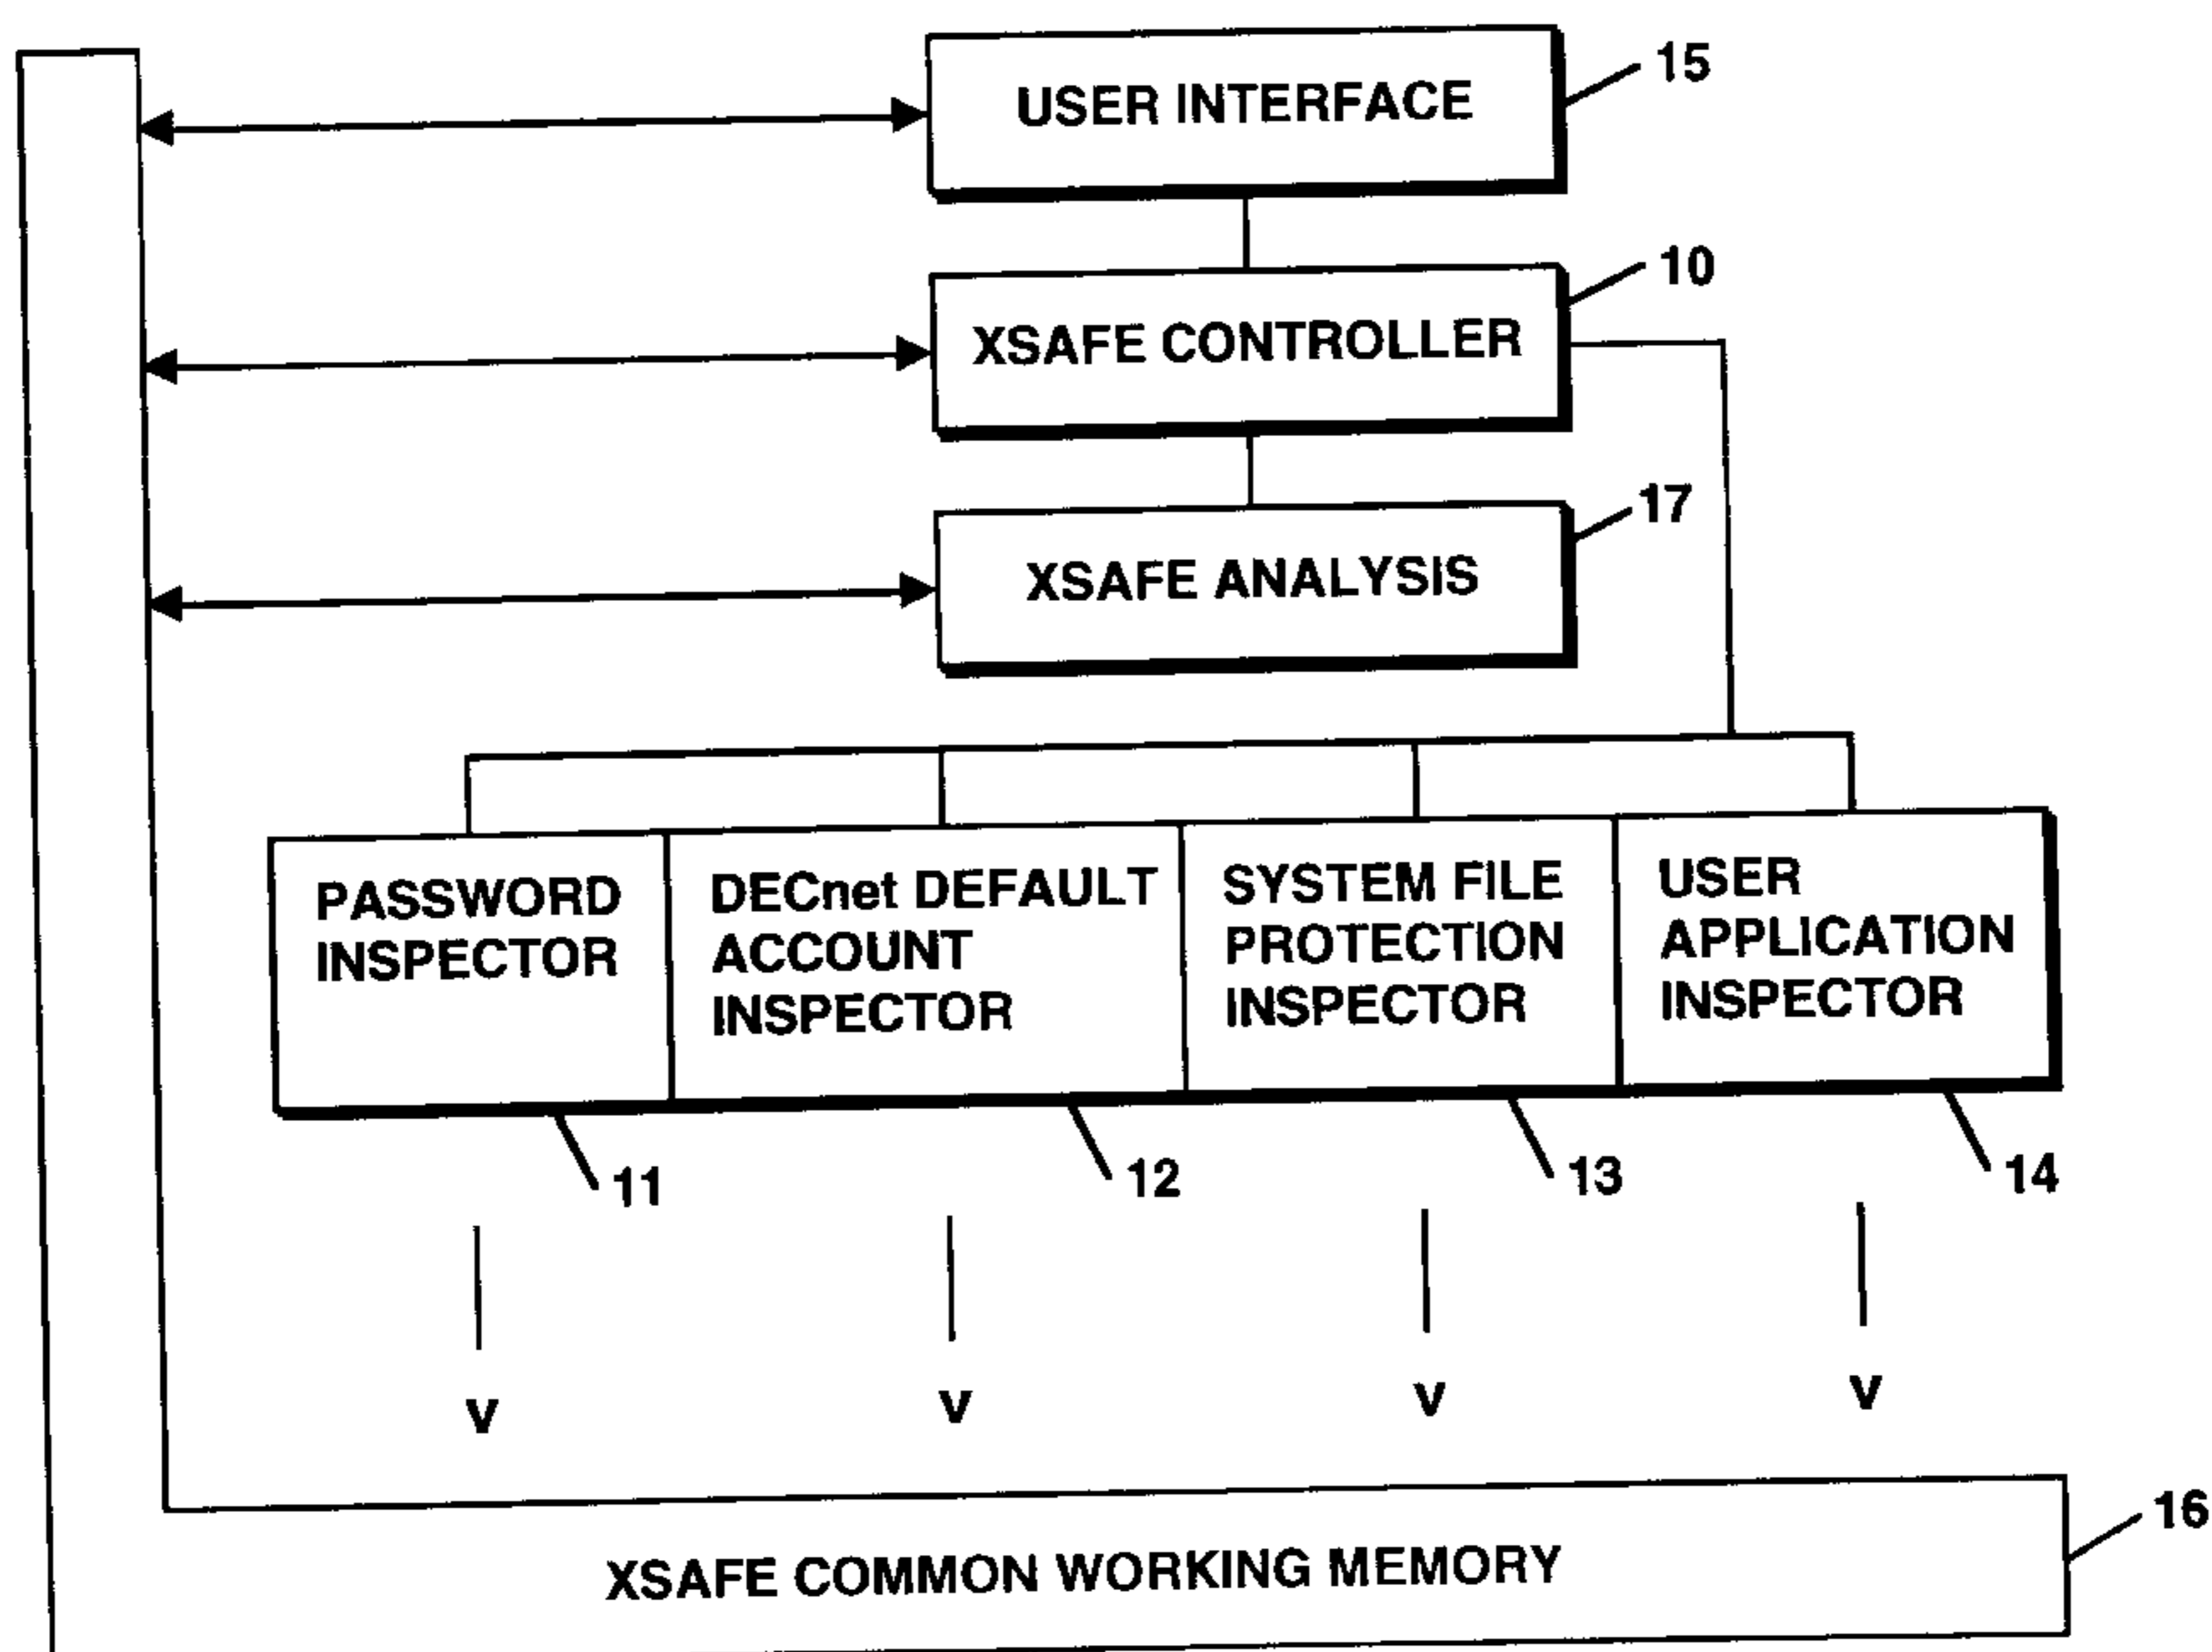 USER INTERFACE
15
XSAFE CONTROLLER
10
XSAFE ANALYSIS
17
PASSWORD
INSPECTOR
DECnet DEFAULT
ACCOUNT
INSPECTOR
SYSTEM FILE
PROTECTION
INSPECTOR
USER
APPLICATION
INSPECTOR
11
12
13
14
v
v
v
v
16
XSAFE COMMON WORKING MEMORY